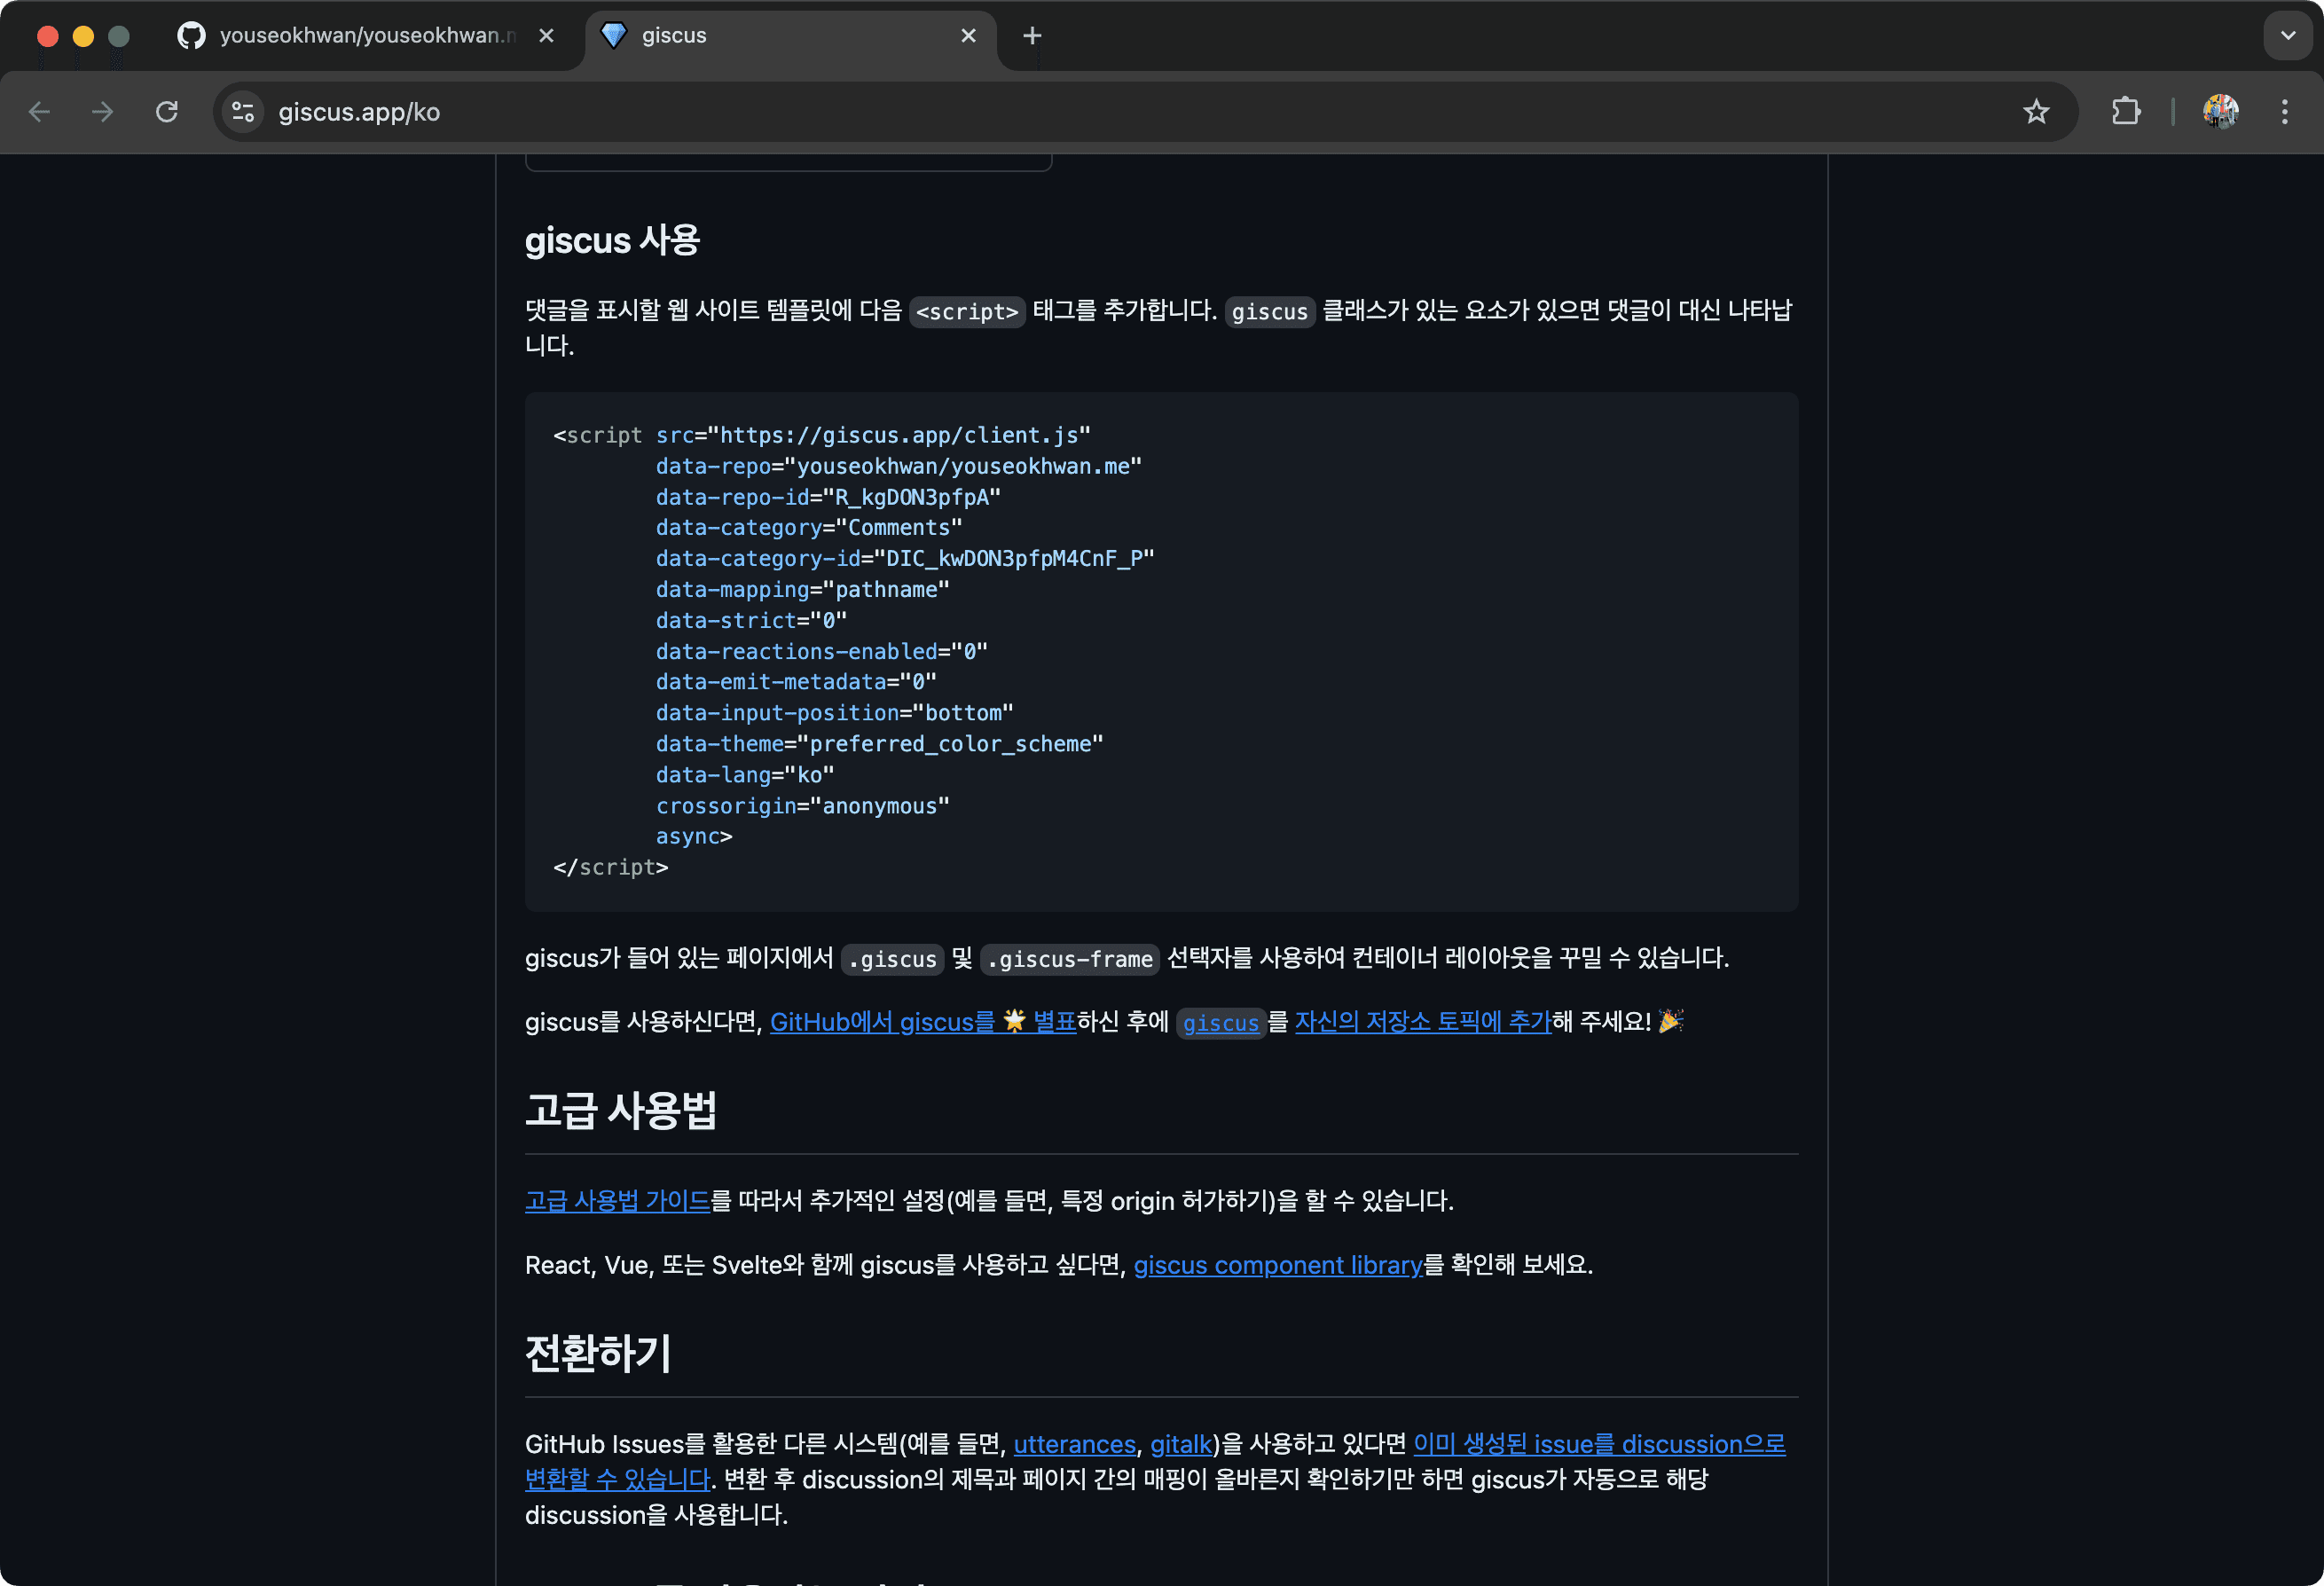 youseokhwan/youseokhwan.m
giscus
giscus.app/ko
giscus 사용
댓글을 표시할 웹 사이트 템플릿에 다음 <script> 태그를 추가합니다. giscus 클래스가 있는 요소가 있으면 댓글이 대신 나타납
니다.
<script src="https://giscus.app/client.js"
data-repo="youseokhwan/youseokhwan.me"
data-repo-id="R_kgDON3pfpA"
data-category="Comments"
data-category-id="DIC_kwDON3pfpM4CnF_P"
data-mapping="pathname"
data-strict="0"
data-reactions-enabled="0"
data-emit-metadata="0"
data-input-position="bottom"
data-theme="preferred_color_scheme"
data-lang="ko"
crossorigin="anonymous"
async>
</script>
giscus가 들어 있는 페이지에서 .giscus 및 .giscus-frame 선택자를 사용하여 컨테이너 레이아웃을 꾸밀 수 있습니다.
giscus를 사용하신다면, GitHub에서 giscus를 🌟 별표하신 후에 giscus를 자신의 저장소 토픽에 추가해 주세요! 🎉
고급 사용법
고급 사용법 가이드를 따라서 추가적인 설정(예를 들면, 특정 origin 허가하기)을 할 수 있습니다.
React, Vue, 또는 Svelte와 함께 giscus를 사용하고 싶다면, giscus component library를 확인해 보세요.
전환하기
GitHub Issues를 활용한 다른 시스템(예를 들면, utterances, gitalk)을 사용하고 있다면 이미 생성된 issue를 discussion으로
변환할 수 있습니다. 변환 후 discussion의 제목과 페이지 간의 매핑이 올바른지 확인하기만 하면 giscus가 자동으로 해당
discussion을 사용합니다.